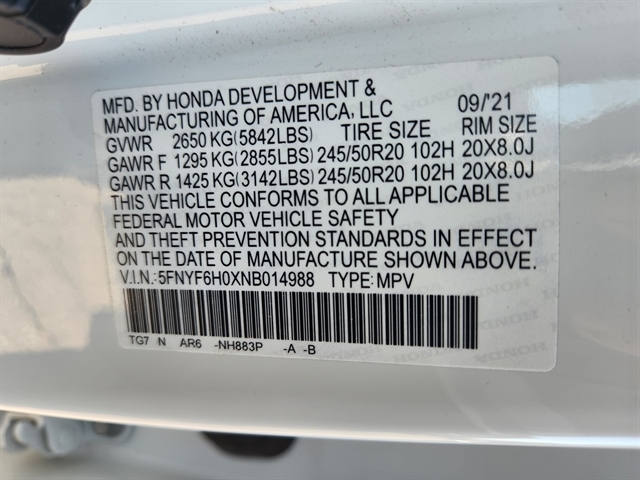 MFD. BY HONDA DEVELOPMENT &
MANUFACTURING OF AMERICA, LLC 09/'21
GVWR 2650 KG(5842LBS) TIRE SIZE RIM SIZE
GAWR F 1295 KG(2855LBS) 245/50R20 102H 20X8.0J
GAWR R 1425 KG(3142LBS) 245/50R20 102H 20X8.0J
THIS VEHICLE CONFORMS TO ALL APPLICABLE
FEDERAL MOTOR VEHICLE SAFETY
AND THEFT PREVENTION STANDARDS IN EFFECT
ON THE DATE OF MANUFACTURE SHOWN ABOVE.
V.I.N.: 5FNYF6H0XNB014988 TYPE: MPV
TG7 N AR6 -NH883P -A -B